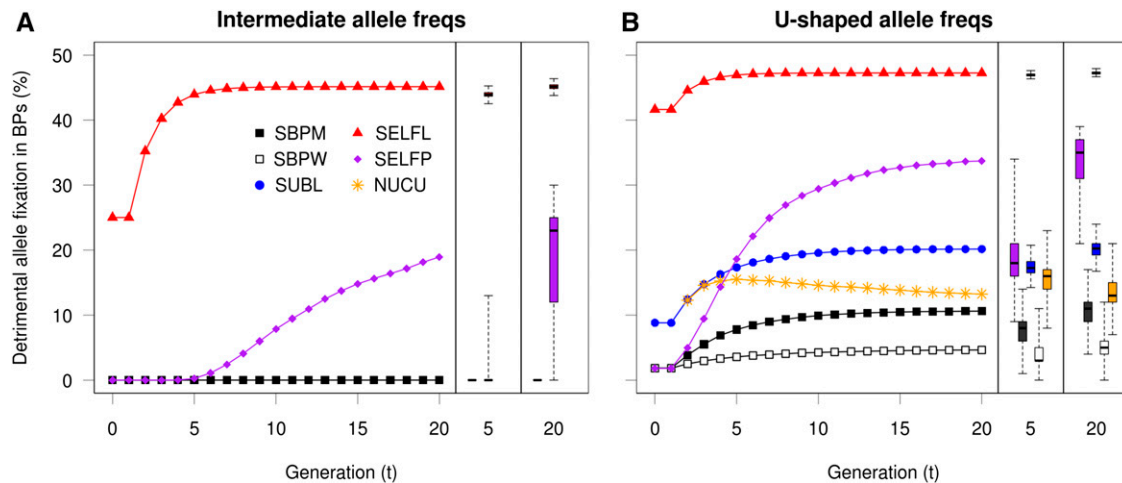 A
Intermediate allele freqs
B
U-shaped allele freqs
Detrimental allele fixation in BPs (%)
50
40
30
20
10
0
SBPM
SELFL
SBPW
SELFP
SUBL
NUCU
0
5
10
15
20
5
20
0
5
10
15
20
5
20
Generation (t)
Generation (t)